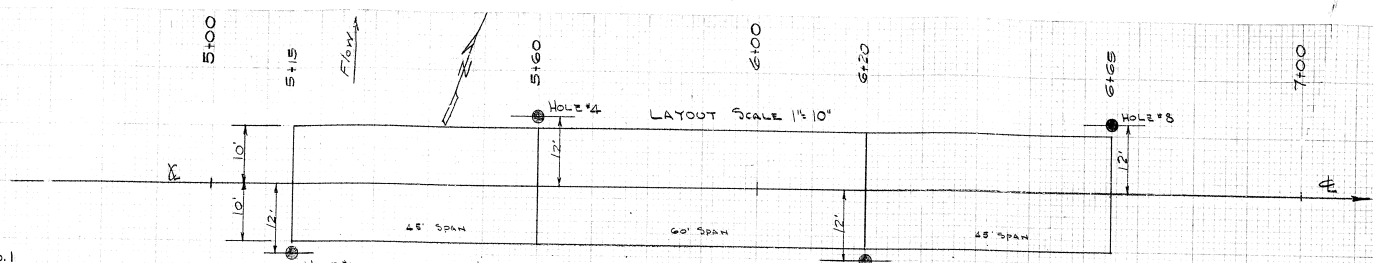 5+00
5+15
Flow
5+60
6+00
6+20
6+65
7+00
HOLE #4
LAYOUT SCALE 1"=10"
HOLE #8
10'
12'
12'
℄
℄
10'
12'
12'
45' SPAN
60' SPAN
45' SPAN